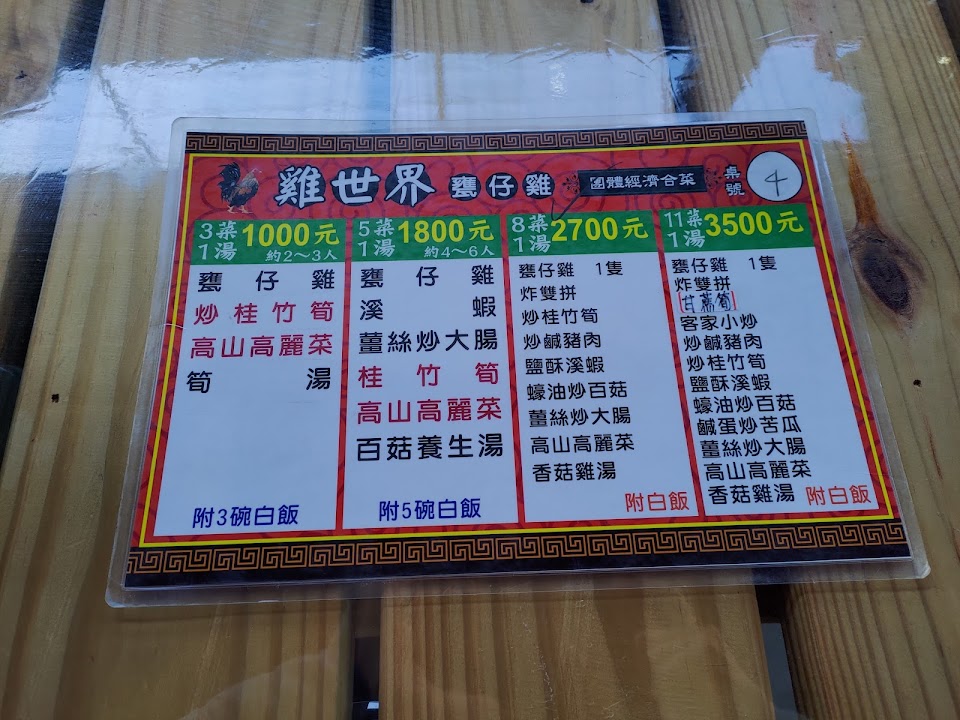 雞世界 甕仔雞 團體經濟合菜 桌號 4
3菜1湯 1000元 約2~3人
甕仔雞
炒桂竹筍
高山高麗菜
筍湯
附3碗白飯
5菜1湯 1800元 約4~6人
甕仔雞
溪蝦
薑絲炒大腸
桂竹筍
高山高麗菜
百菇養生湯
附5碗白飯
8菜1湯 2700元
甕仔雞 1隻
炸雙拼
炒桂竹筍
炒鹹豬肉
鹽酥溪蝦
蠔油炒百菇
薑絲炒大腸
高山高麗菜
香菇雞湯
附白飯
11菜1湯 3500元
甕仔雞 1隻
炸雙拼
甘蔗筍
客家小炒
炒鹹豬肉
炒桂竹筍
鹽酥溪蝦
蠔油炒百菇
鹹蛋炒苦瓜
薑絲炒大腸
高山高麗菜
香菇雞湯
附白飯